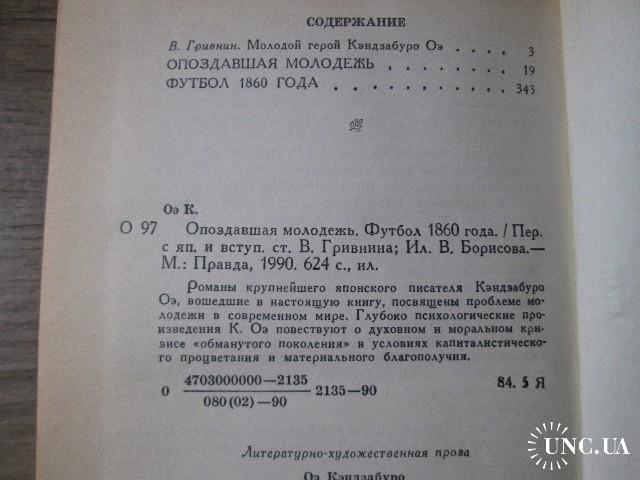 СОДЕРЖАНИЕ
В. Гривнин. Молодой герой Кэндзабуро Оэ . . . . 3
ОПОЗДАВШАЯ МОЛОДЕЖЬ . . . . . . . 19
ФУТБОЛ 1860 ГОДА . . . . . . . . . 343
Оэ К.
О 97 Опоздавшая молодежь. Футбол 1860 года. / Пер.
с яп. и вступ. ст. В. Гривнина; Ил. В. Борисова.—
М.: Правда, 1990. 624 с., ил.
Романы крупнейшего японского писателя Кэндзабуро
Оэ, вошедшие в настоящую книгу, посвящены проблеме мо-
лодежи в современном мире. Глубоко психологические про-
изведения К. Оэ повествуют о духовном и моральном кри-
зисе «обманутого поколения» в условиях капиталистическо-
го процветания и материального благополучия.
0 4703000000—2135 2135—90 84. 5 Я
080(02)—90
Литературно-художественная проза
Оэ Кэндзабуро
UNC.UA